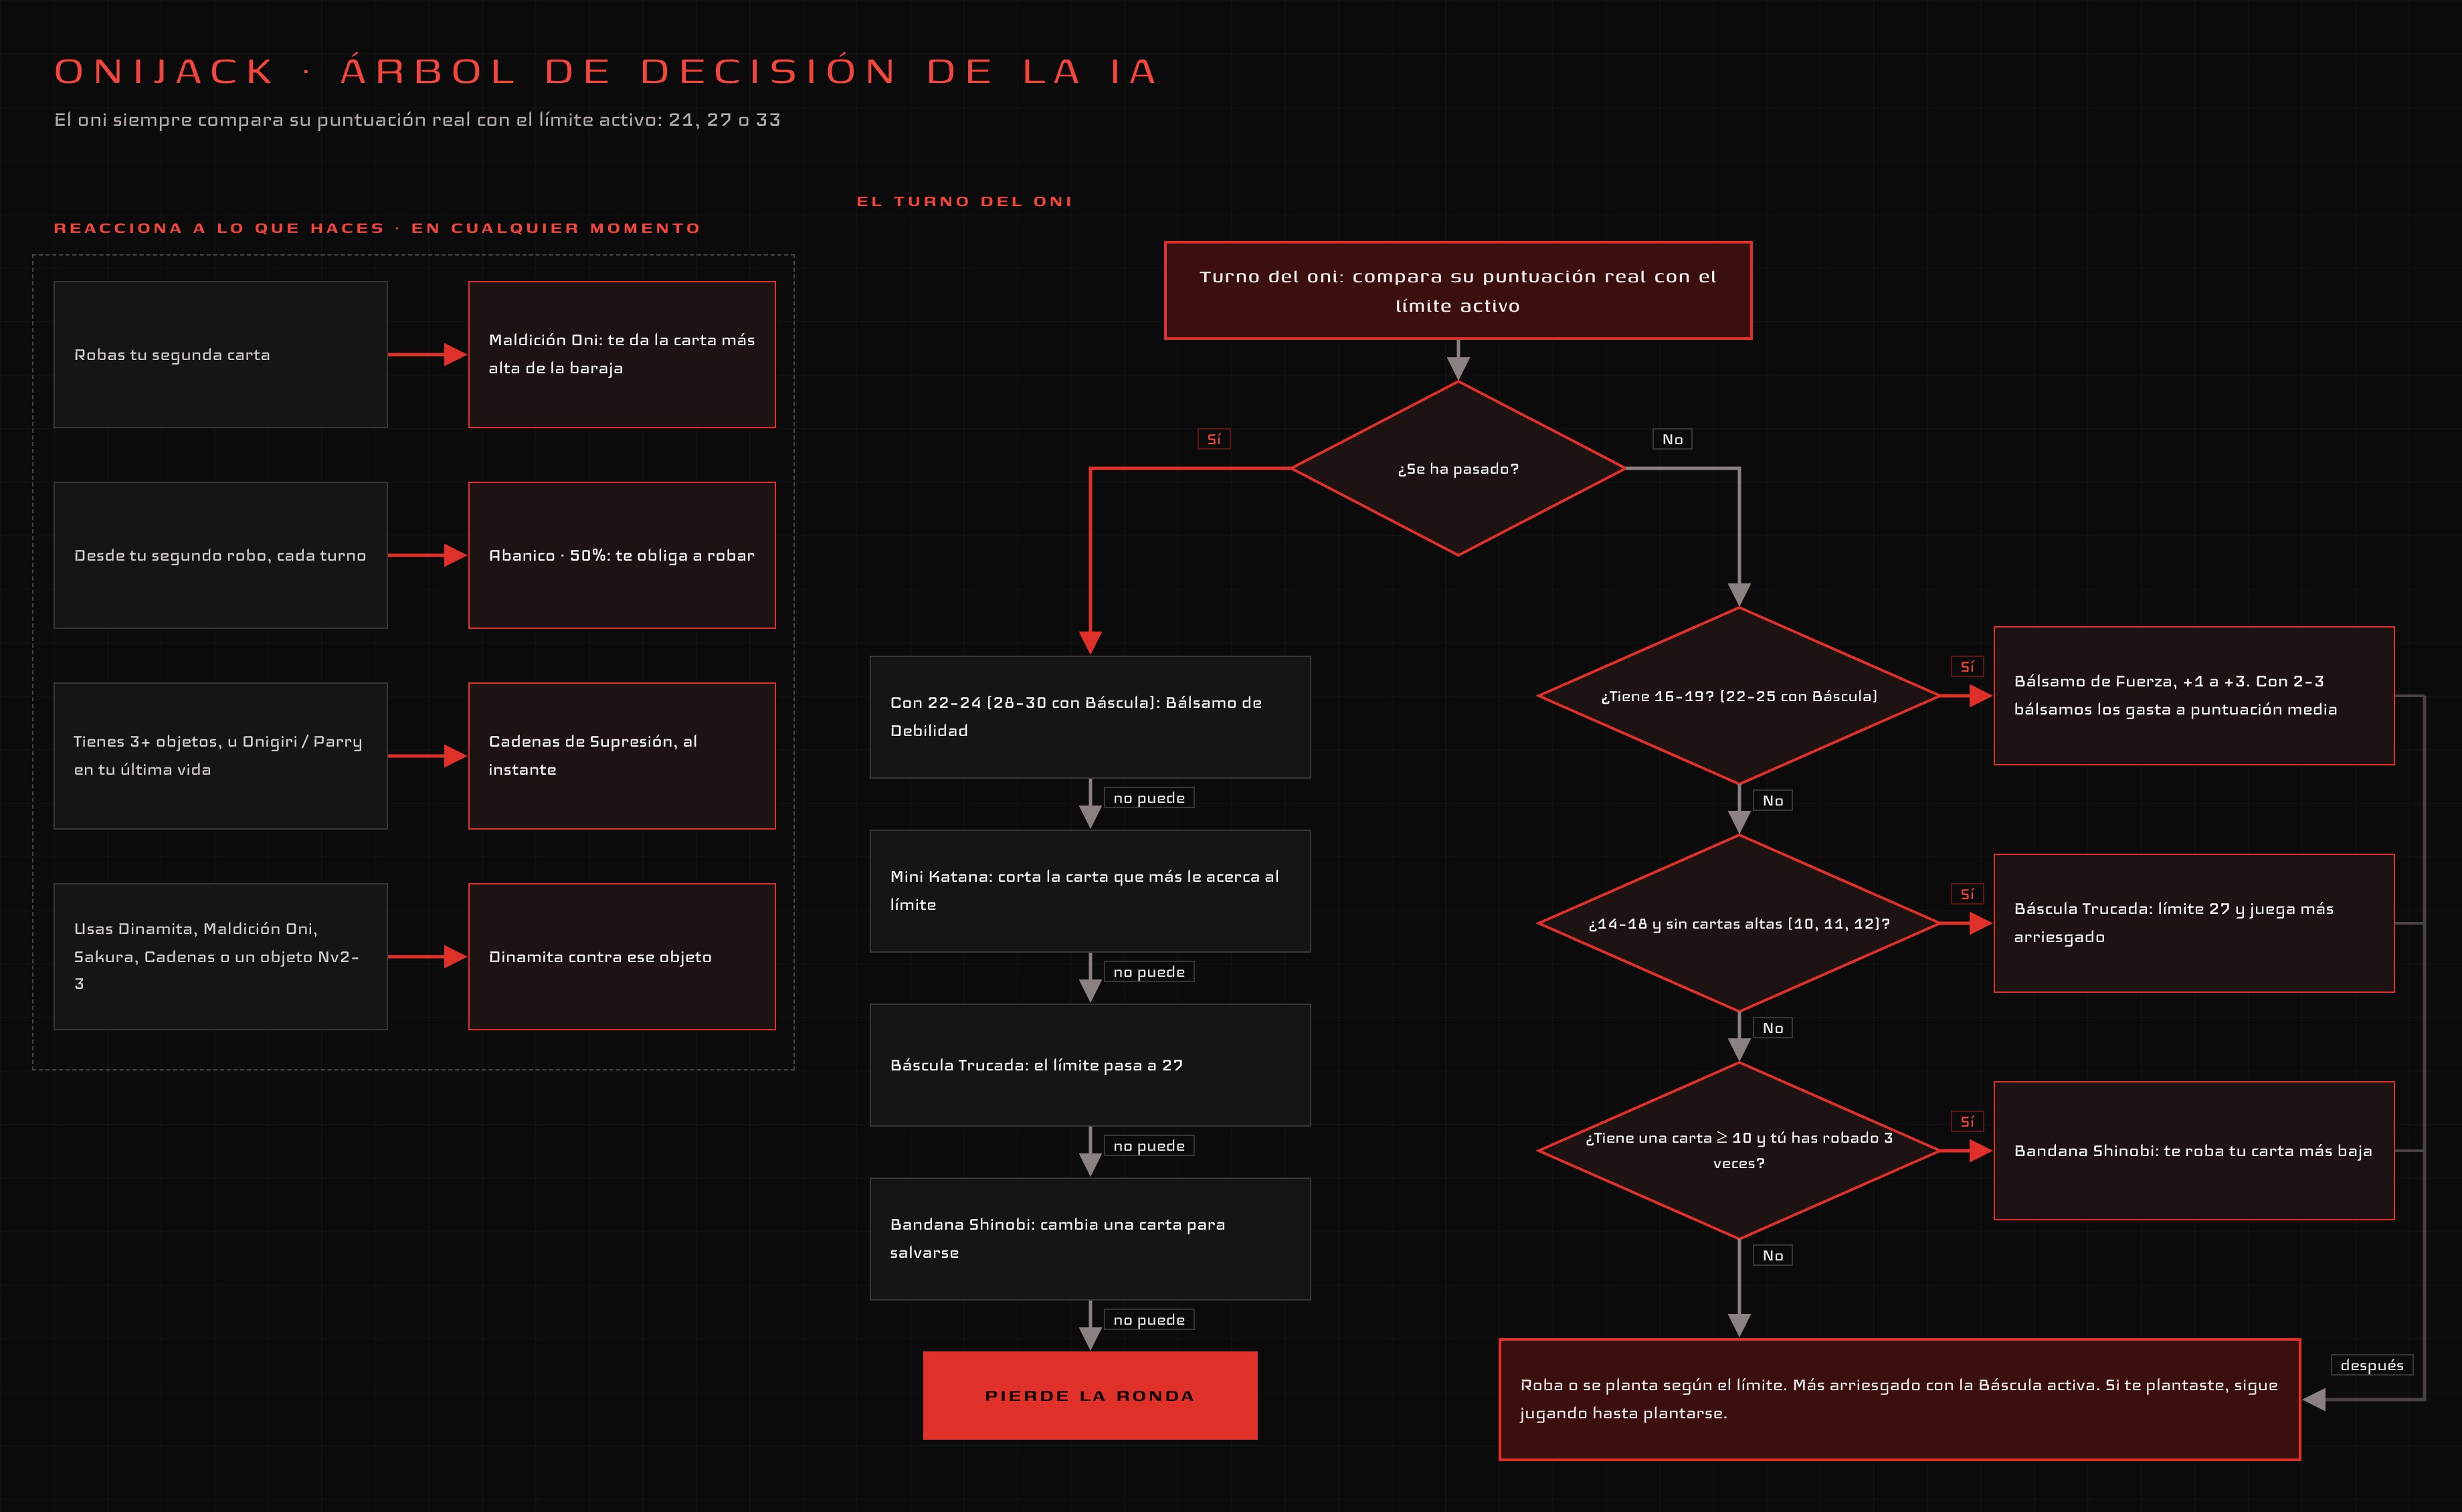 ONIJACK · ÁRBOL DE DECISIÓN DE LA IA
El oni siempre compara su puntuación real con el límite activo: 21, 27 o 33
REACCIONA A LO QUE HACES · EN CUALQUIER MOMENTO
Robas tu segunda carta
Maldición Oni: te da la carta más
alta de la baraja
Desde tu segundo robo, cada turno
Abanico · 50%: te obliga a robar
Tienes 3+ objetos, u Onigiri / Parry
en tu última vida
Cadenas de Supresión, al
instante
Usas Dinamita, Maldición Oni,
Sakura, Cadenas o un objeto Nv2-
3
Dinamita contra ese objeto
EL TURNO DEL ONI
Turno del oni: compara su puntuación real con el
límite activo
¿Se ha pasado?
Sí
No
Con 22-24 (28-30 con Báscula): Bálsamo de
Debilidad
no puede
Mini Katana: corta la carta que más le acerca al
límite
no puede
Báscula Trucada: el límite pasa a 27
no puede
Bandana Shinobi: cambia una carta para
salvarse
no puede
PIERDE LA RONDA
¿Tiene 16-19? (22-25 con Báscula)
Sí
Bálsamo de Fuerza, +1 a +3. Con 2-3
bálsamos los gasta a puntuación media
No
¿14-18 y sin cartas altas (10, 11, 12)?
Sí
Báscula Trucada: límite 27 y juega más
arriesgado
No
¿Tiene una carta ≥ 10 y tú has robado 3
veces?
Sí
Bandana Shinobi: te roba tu carta más baja
No
después
Roba o se planta según el límite. Más arriesgado con la Báscula activa. Si te plantaste, sigue
jugando hasta plantarse.